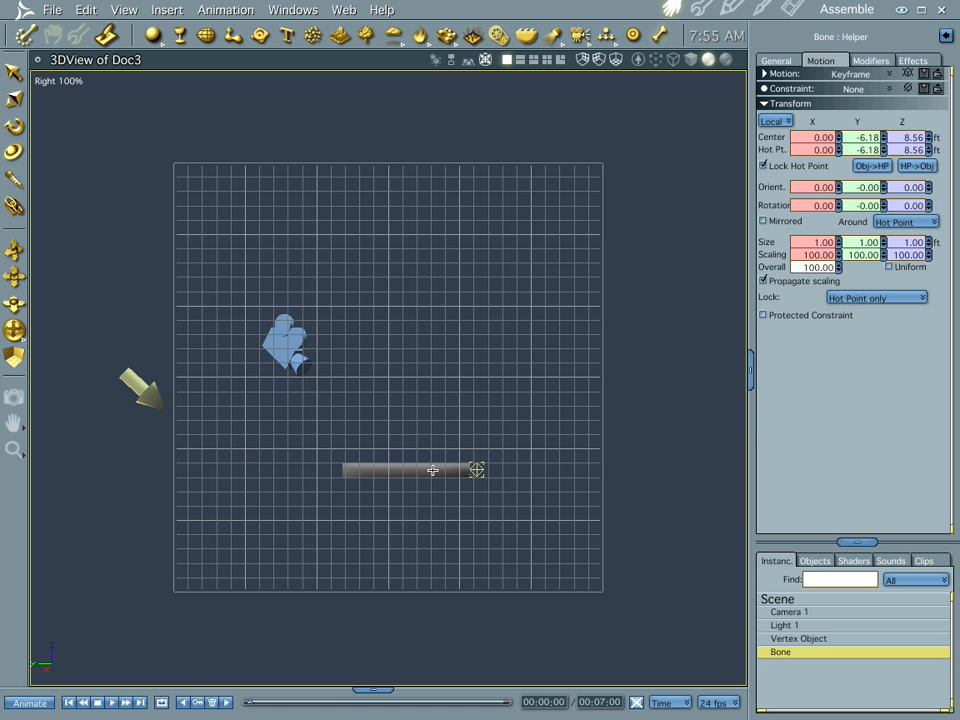 File Edit View Insert Animation Windows Web Help Assemble
7:55 AM
3DView of Doc3
Right 100%
Z
Y
Bone : Helper
General Motion Modifiers Effects
Motion: Keyframe
Constraint: None
Transform
Local X Y Z
Center 0.00 -6.18 8.56 ft
Hot Pt. 0.00 -6.18 8.56
Lock Hot Point Obj->HP HP->Obj
Orient. 0.00 -0.00 0.00
Rotation 0.00 -0.00 0.00
Mirrored Around Hot Point
Size 1.00 1.00 1.00 ft
Scaling 100.00 100.00 100.00
Overall 100.00 Uniform
Propagate scaling
Lock: Hot Point only
Protected Constraint
Instanc. Objects Shaders Sounds Clips
Find: All
Scene
Camera 1
Light 1
Vertex Object
Bone
Animate 00:00:00 / 00:07:00 Time 24 fps